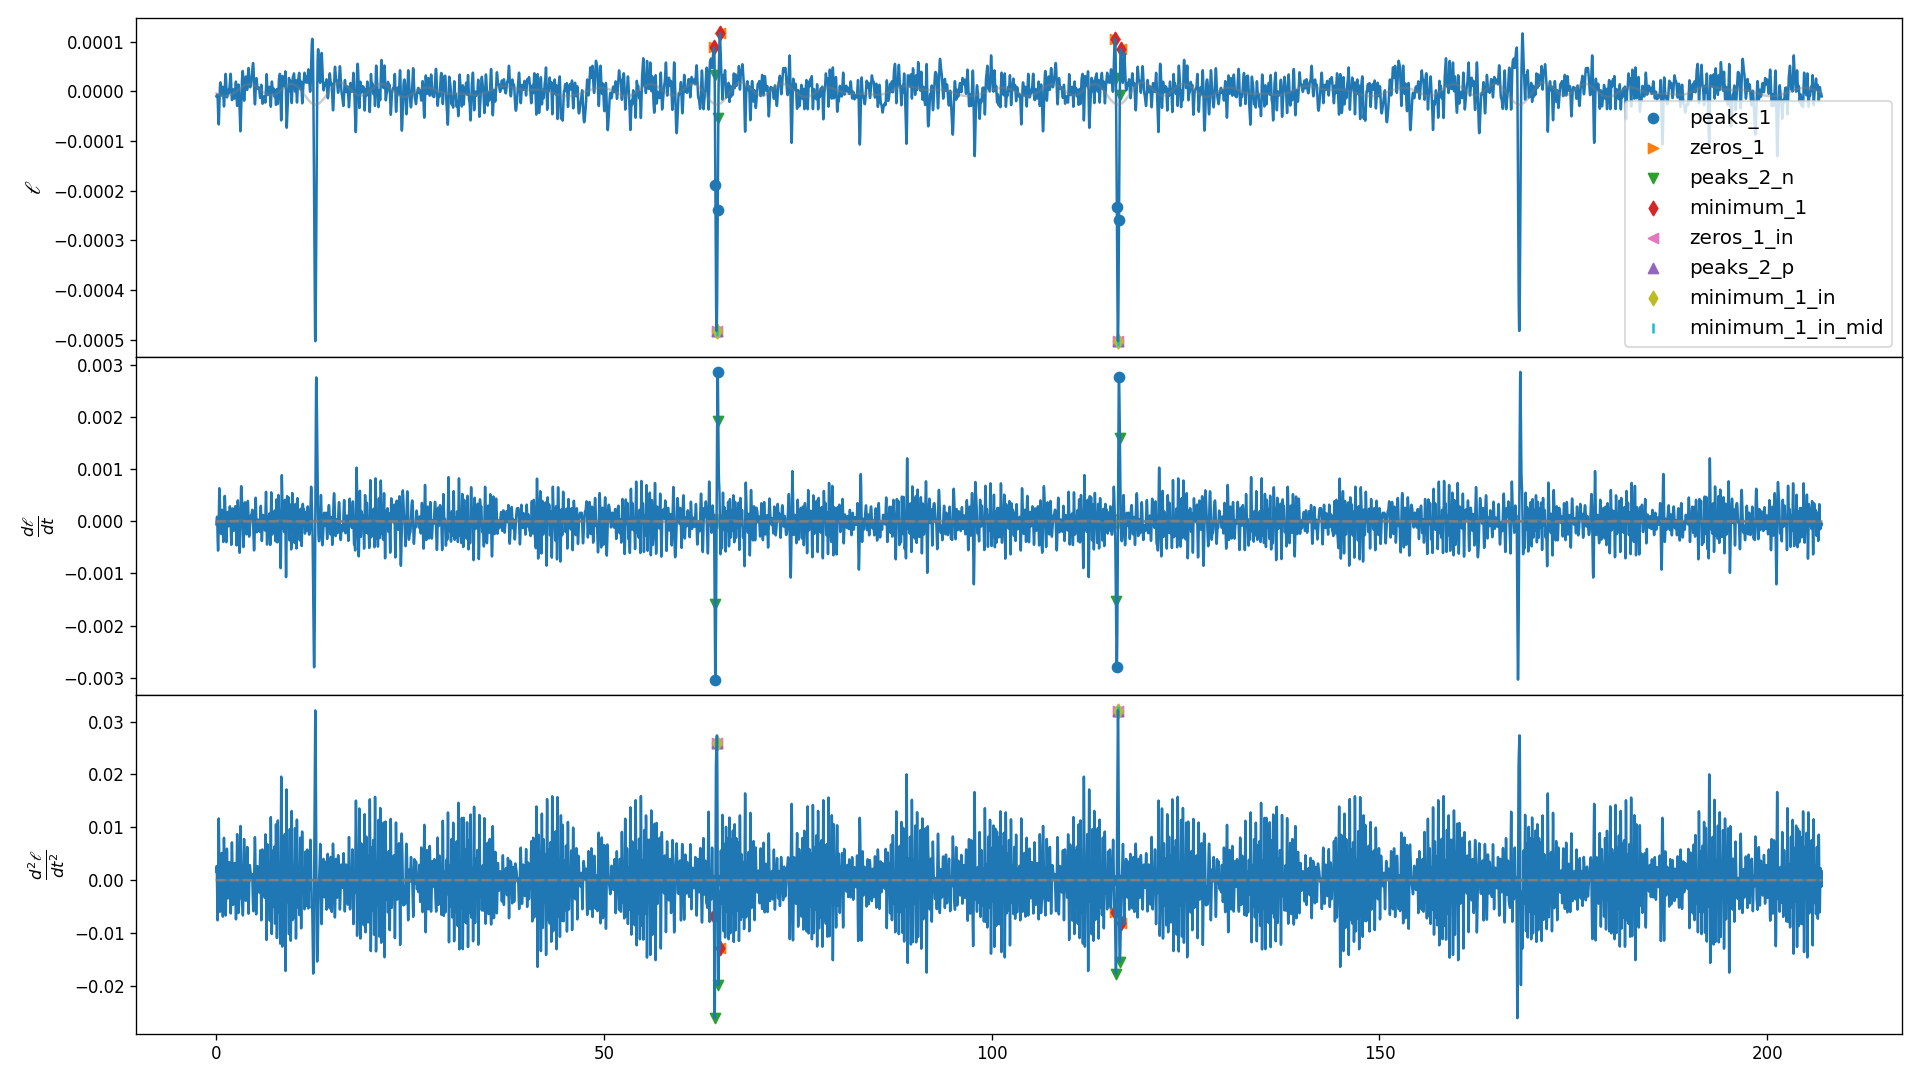 0.0001
0.0000
−0.0001
−0.0002
−0.0003
−0.0004
−0.0005
ℓ
peaks_1
zeros_1
peaks_2_n
minimum_1
zeros_1_in
peaks_2_p
minimum_1_in
minimum_1_in_mid
0.003
0.002
0.001
0.000
−0.001
−0.002
−0.003
dℓ
dt
0.03
0.02
0.01
0.00
−0.01
−0.02
d²ℓ
dt²
0 50 100 150 200